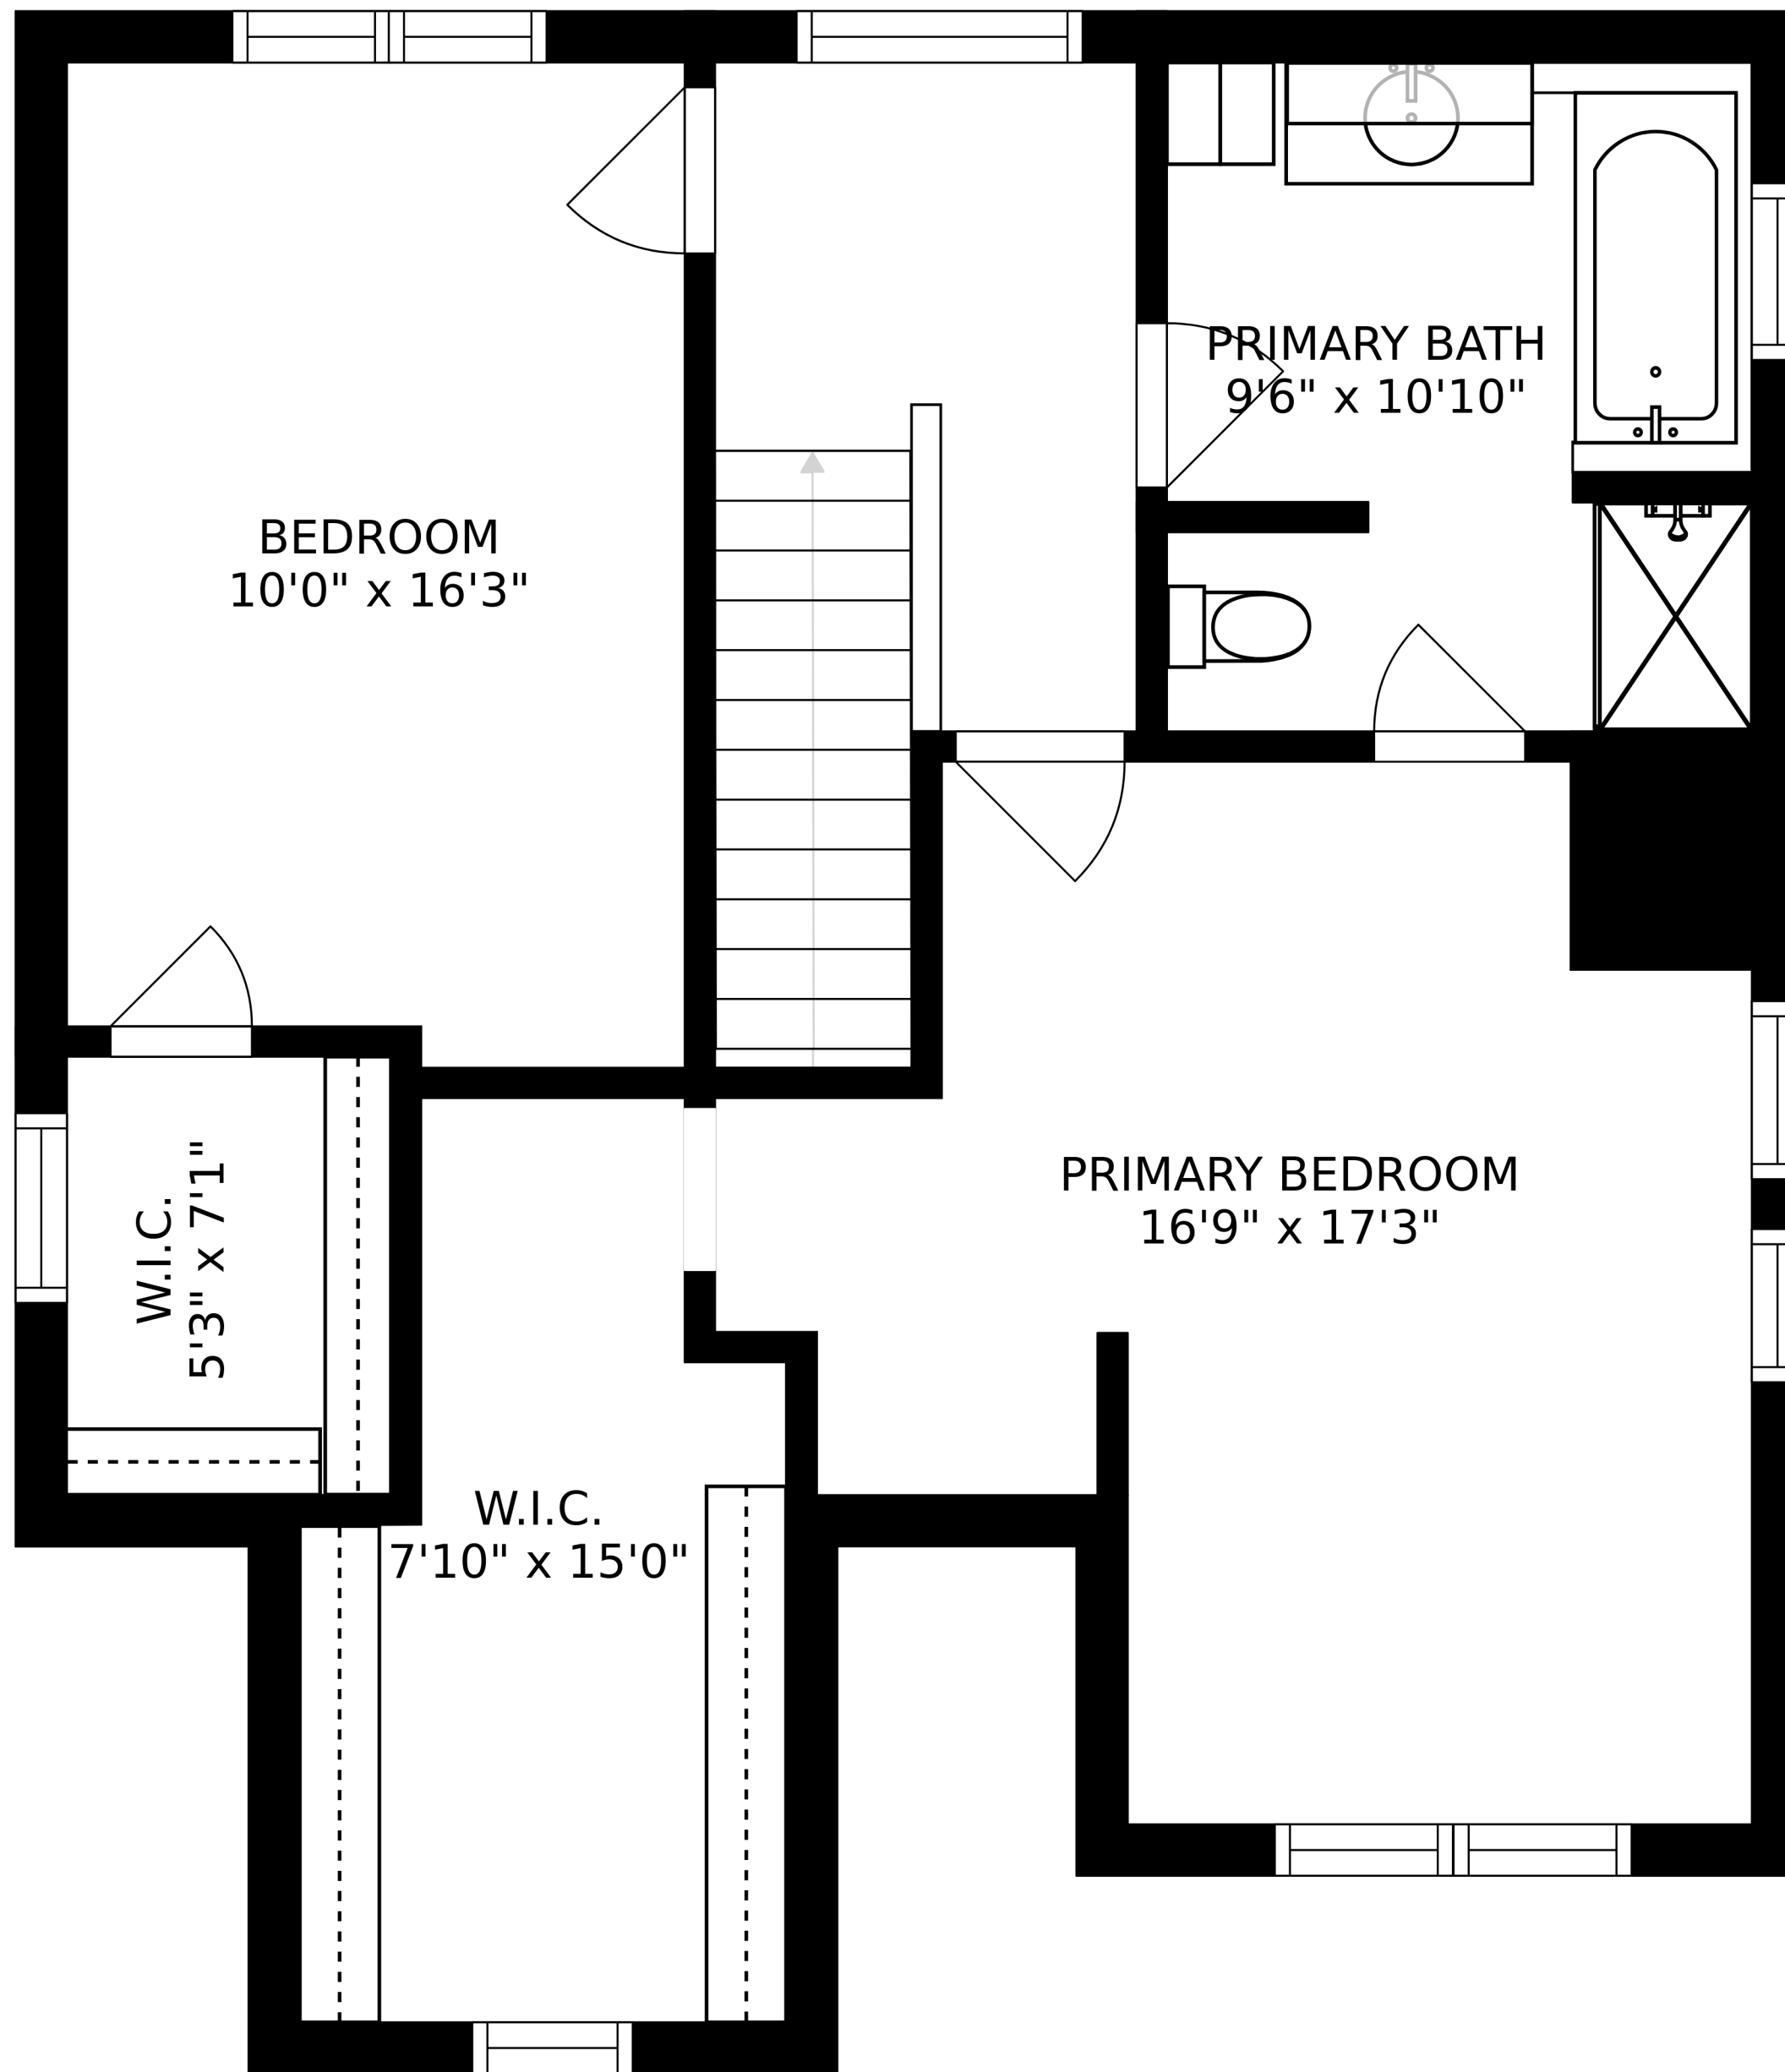 PRIMARY BATH
9'6" x 10'10"
BEDROOM
10'0" x 16'3"
PRIMARY BEDROOM
16'9" x 17'3"
W.I.C.
5'3" x 7'1"
W.I.C.
7'10" x 15'0"